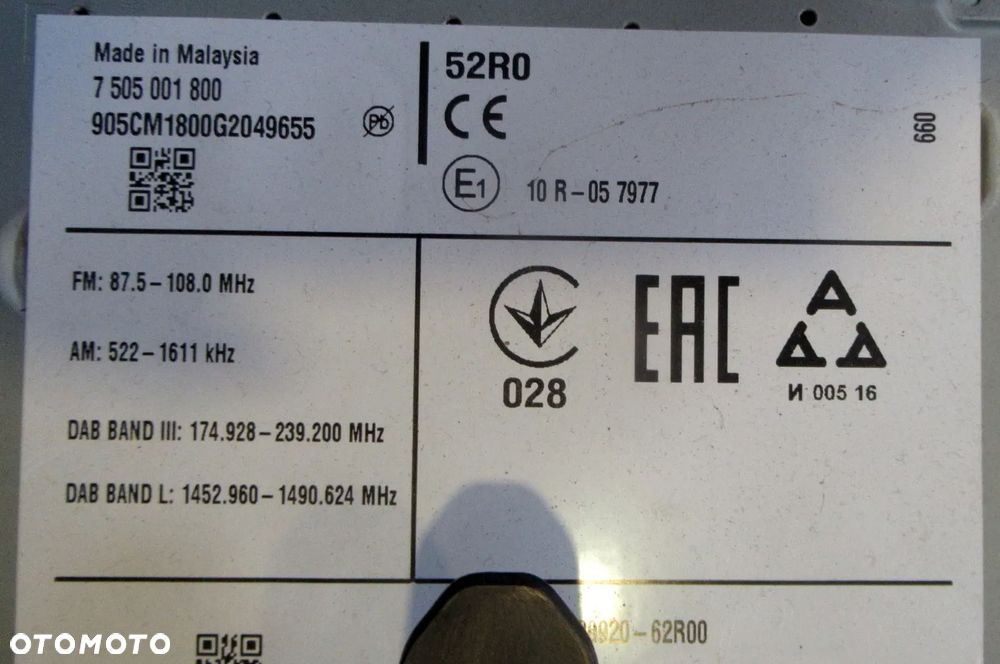 Made in Malaysia
7 505 001 800
905CM1800G2049655
Pb
52R0
CE
E1
10 R-05 7977
660
FM: 87.5-108.0 MHz
AM: 522-1611 kHz
DAB BAND III: 174.928-239.200 MHz
DAB BAND L: 1452.960-1490.624 MHz
028
EAC
И 005 16
920-62R00
OTOMOTO